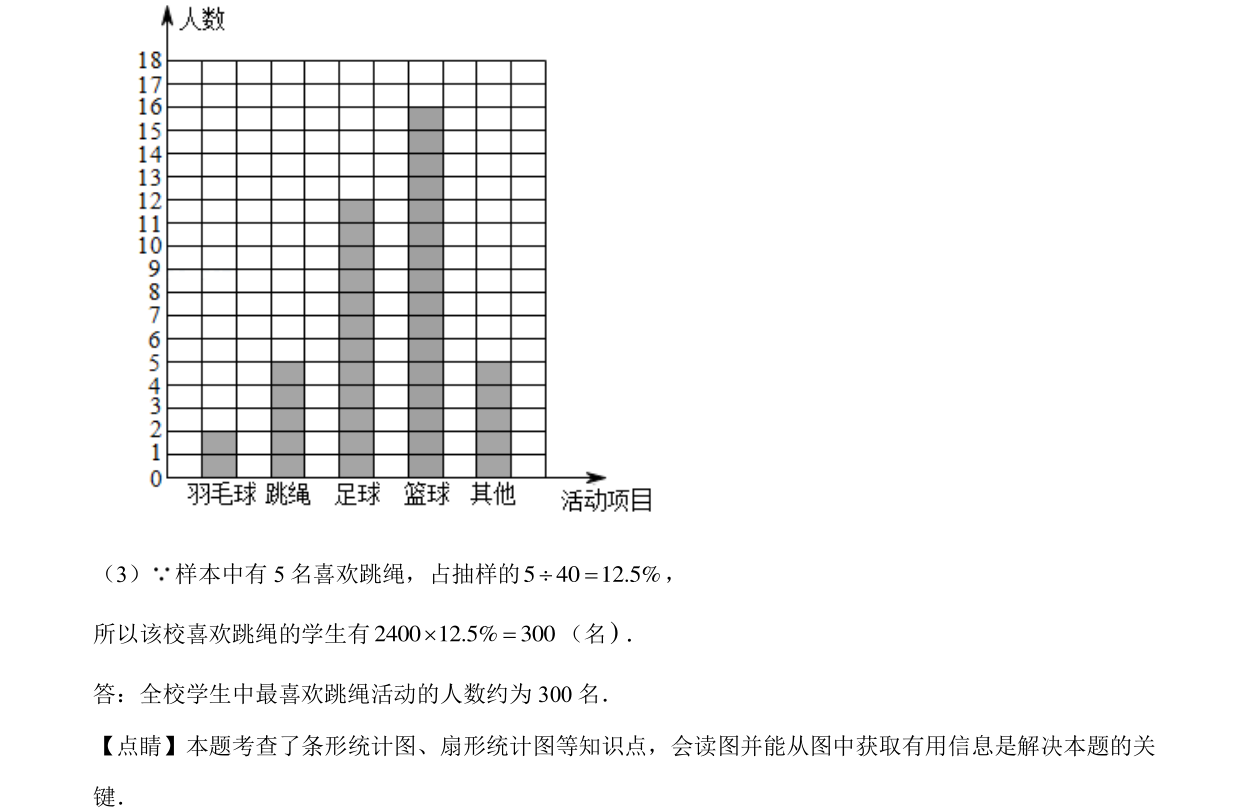 人数
18
17
16
15
14
13
12
11
10
9
8
7
6
5
4
3
2
1
0
羽毛球 跳绳 足球 篮球 其他
活动项目
（3）∵样本中有 5 名喜欢跳绳，占抽样的5÷40=12.5%，
所以该校喜欢跳绳的学生有2400×12.5%=300（名）.
答：全校学生中最喜欢跳绳活动的人数约为 300 名.
【点睛】本题考查了条形统计图、扇形统计图等知识点，会读图并能从图中获取有用信息是解决本题的关
键.